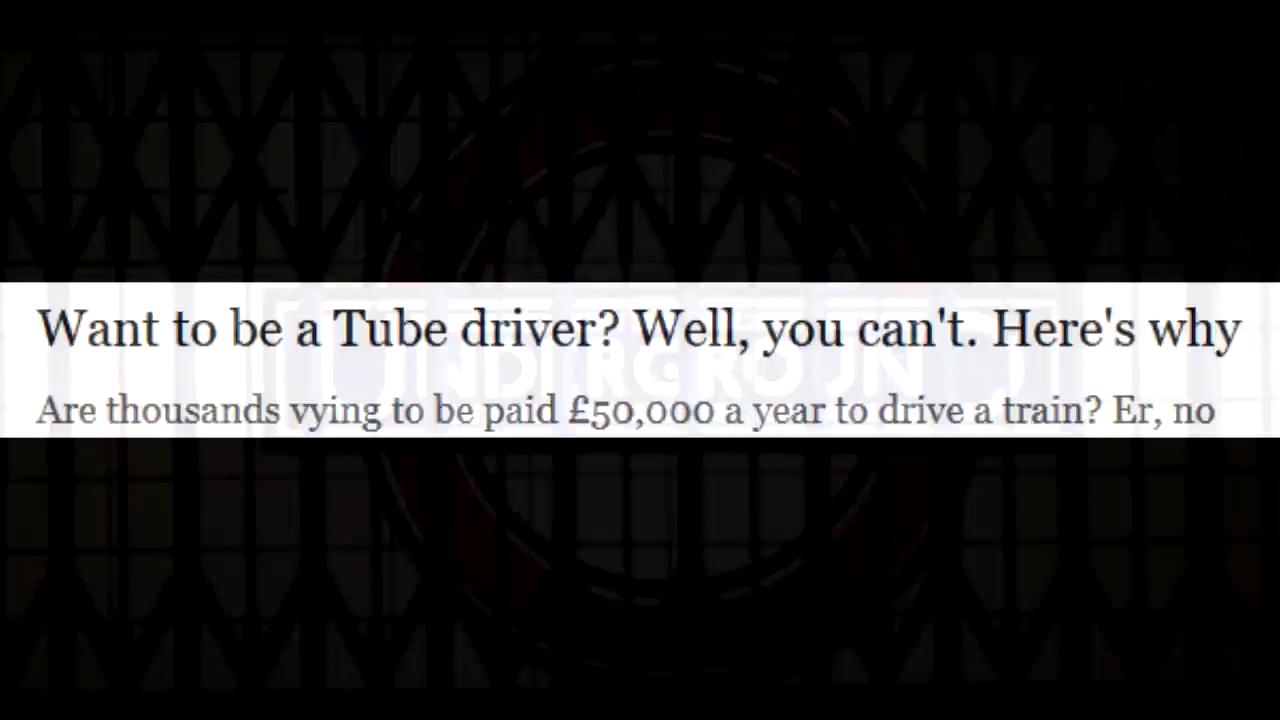 Want to be a Tube driver? Well, you can't. Here's why
UNDERGROUND
Are thousands vying to be paid £50,000 a year to drive a train? Er, no